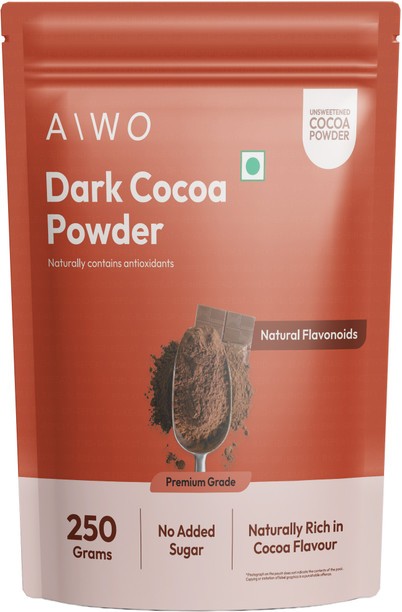 A\WO
UNSWEETENED
COCOA
POWDER
Dark Cocoa
Powder
Naturally contains antioxidants
Natural Flavonoids
Premium Grade
250
Grams
No Added
Sugar
Naturally Rich in
Cocoa Flavour